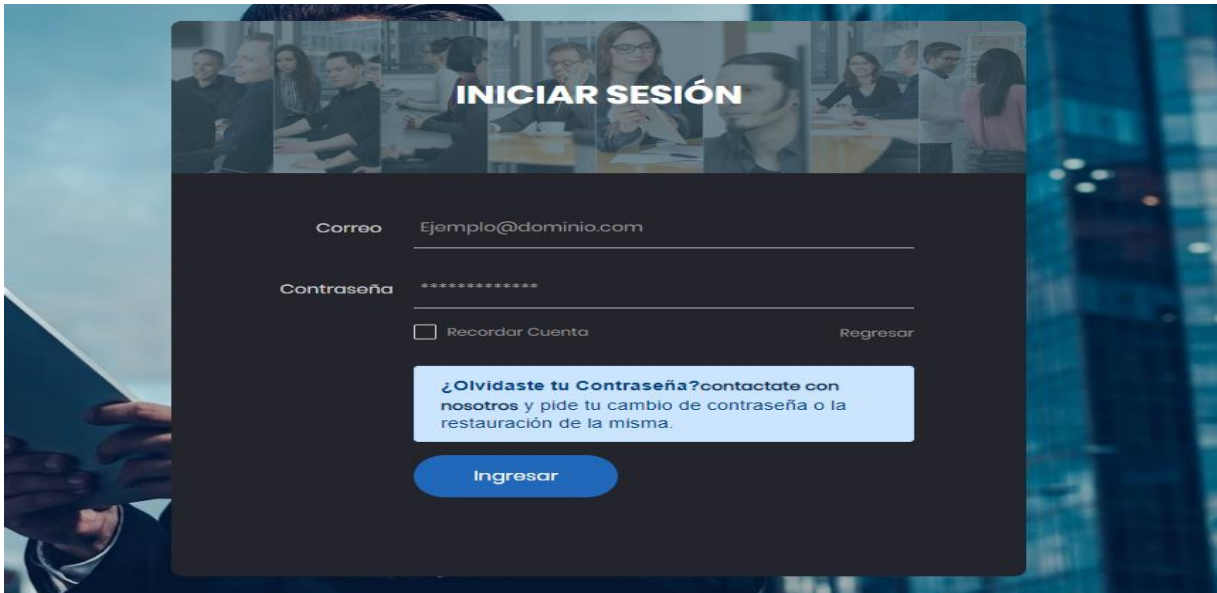 INICIAR SESIÓN
Correo Ejemplo@dominio.com
Contraseña *************
Recordar Cuenta Regresar
¿Olvidaste tu Contraseña?contactate con
nosotros y pide tu cambio de contraseña o la
restauración de la misma.
Ingresar